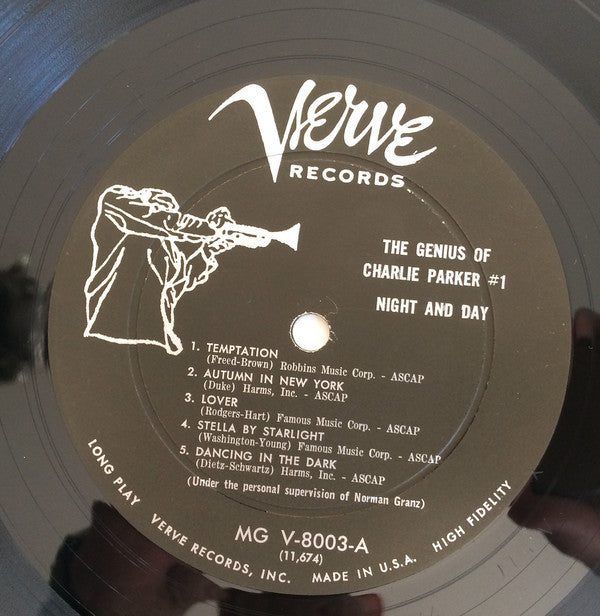 Verve
RECORDS
THE GENIUS OF
CHARLIE PARKER #1
NIGHT AND DAY
1. TEMPTATION
(Freed-Brown) Robbins Music Corp. - ASCAP
2. AUTUMN IN NEW YORK
(Duke) Harms, Inc. - ASCAP
3. LOVER
(Rodgers-Hart) Famous Music Corp. - ASCAP
4. STELLA BY STARLIGHT
(Washington-Young) Famous Music Corp. - ASCAP
5. DANCING IN THE DARK
(Dietz-Schwartz) Harms, Inc. - ASCAP
(Under the personal supervision of Norman Granz)
MG V-8003-A
(11,674)
LONG PLAY VERVE RECORDS, INC. MADE IN U.S.A. HIGH FIDELITY